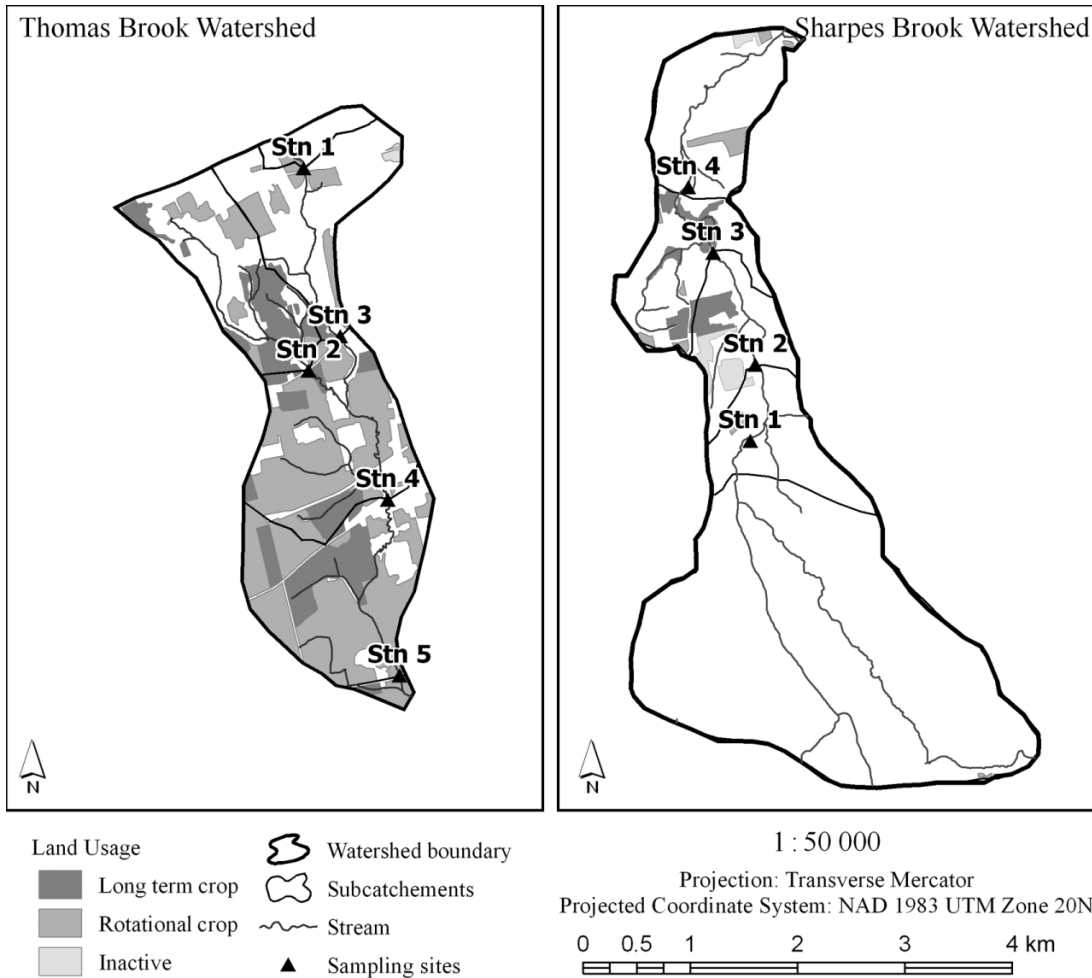 Thomas Brook Watershed
Stn 1
Stn 3
Stn 2
Stn 4
Stn 5
N
Sharpes Brook Watershed
Stn 4
Stn 3
Stn 2
Stn 1
N
Land Usage
Long term crop
Rotational crop
Inactive
Watershed boundary
Subcatchements
Stream
Sampling sites
1 : 50 000
Projection: Transverse Mercator
Projected Coordinate System: NAD 1983 UTM Zone 20N
0 0.5 1 2 3 4 km